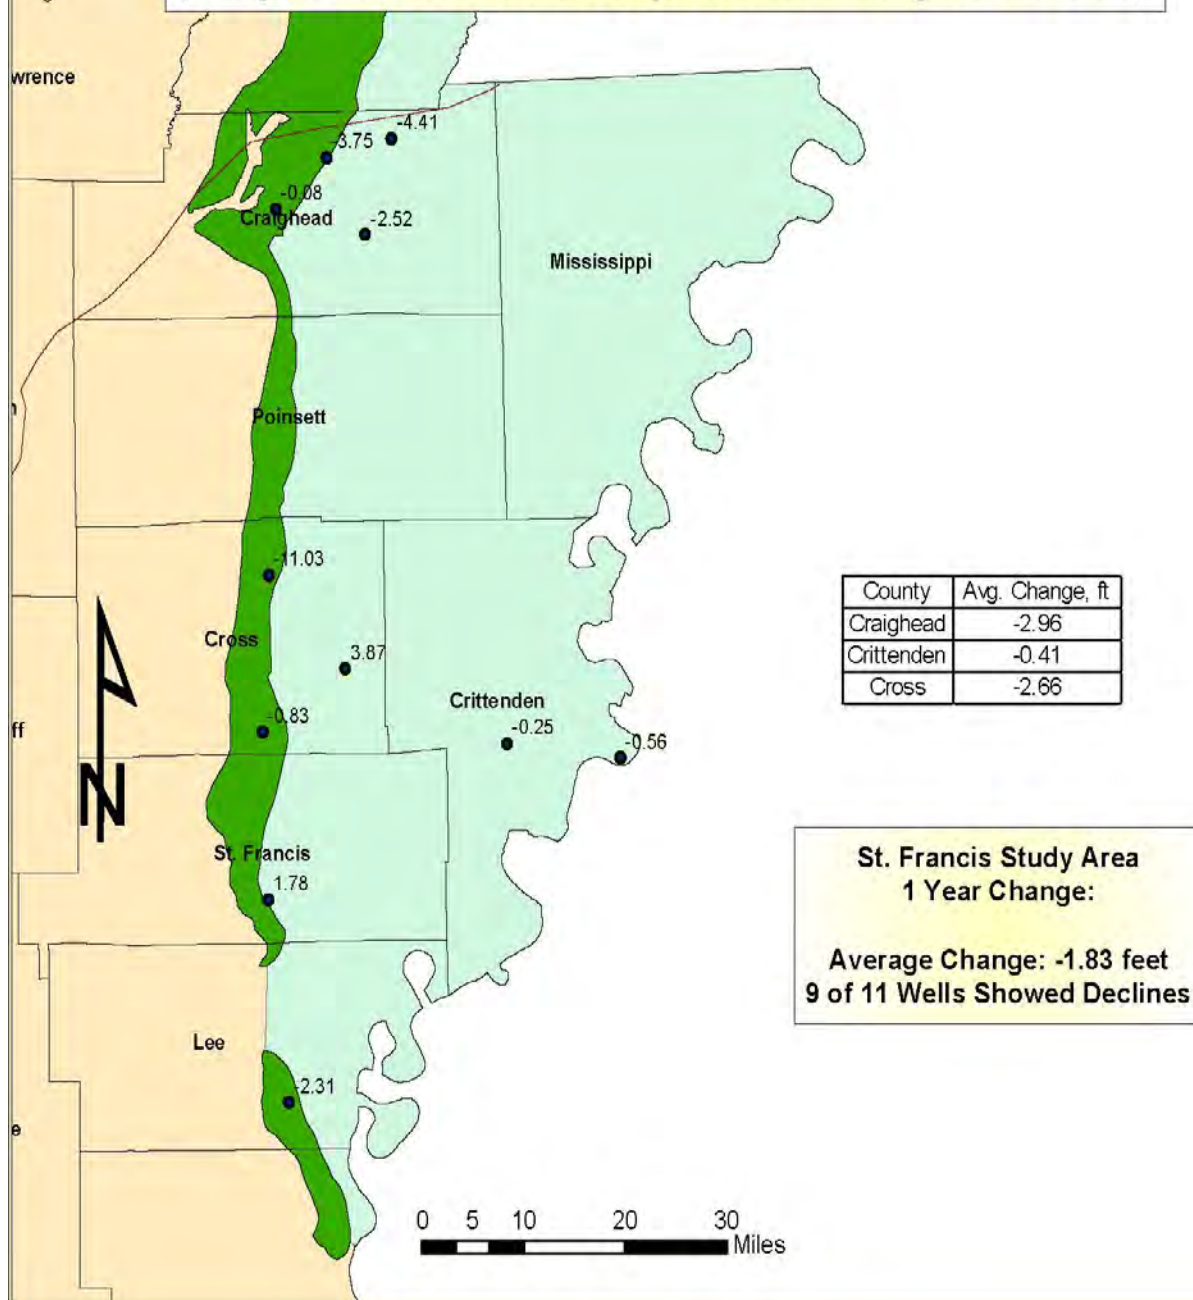 wrence
-4.41
-3.75
-0.08
Craighead
-2.52
Mississippi
Poinsett
-11.03
County Avg. Change, ft
Craighead -2.96
Crittenden -0.41
Cross -2.66
Cross
3.87
Crittenden
-0.83
-0.25
-0.56
ff
N
St. Francis
1.78
St. Francis Study Area
1 Year Change:
Average Change: -1.83 feet
9 of 11 Wells Showed Declines
Lee
-2.31
e
0 5 10 20 30
Miles